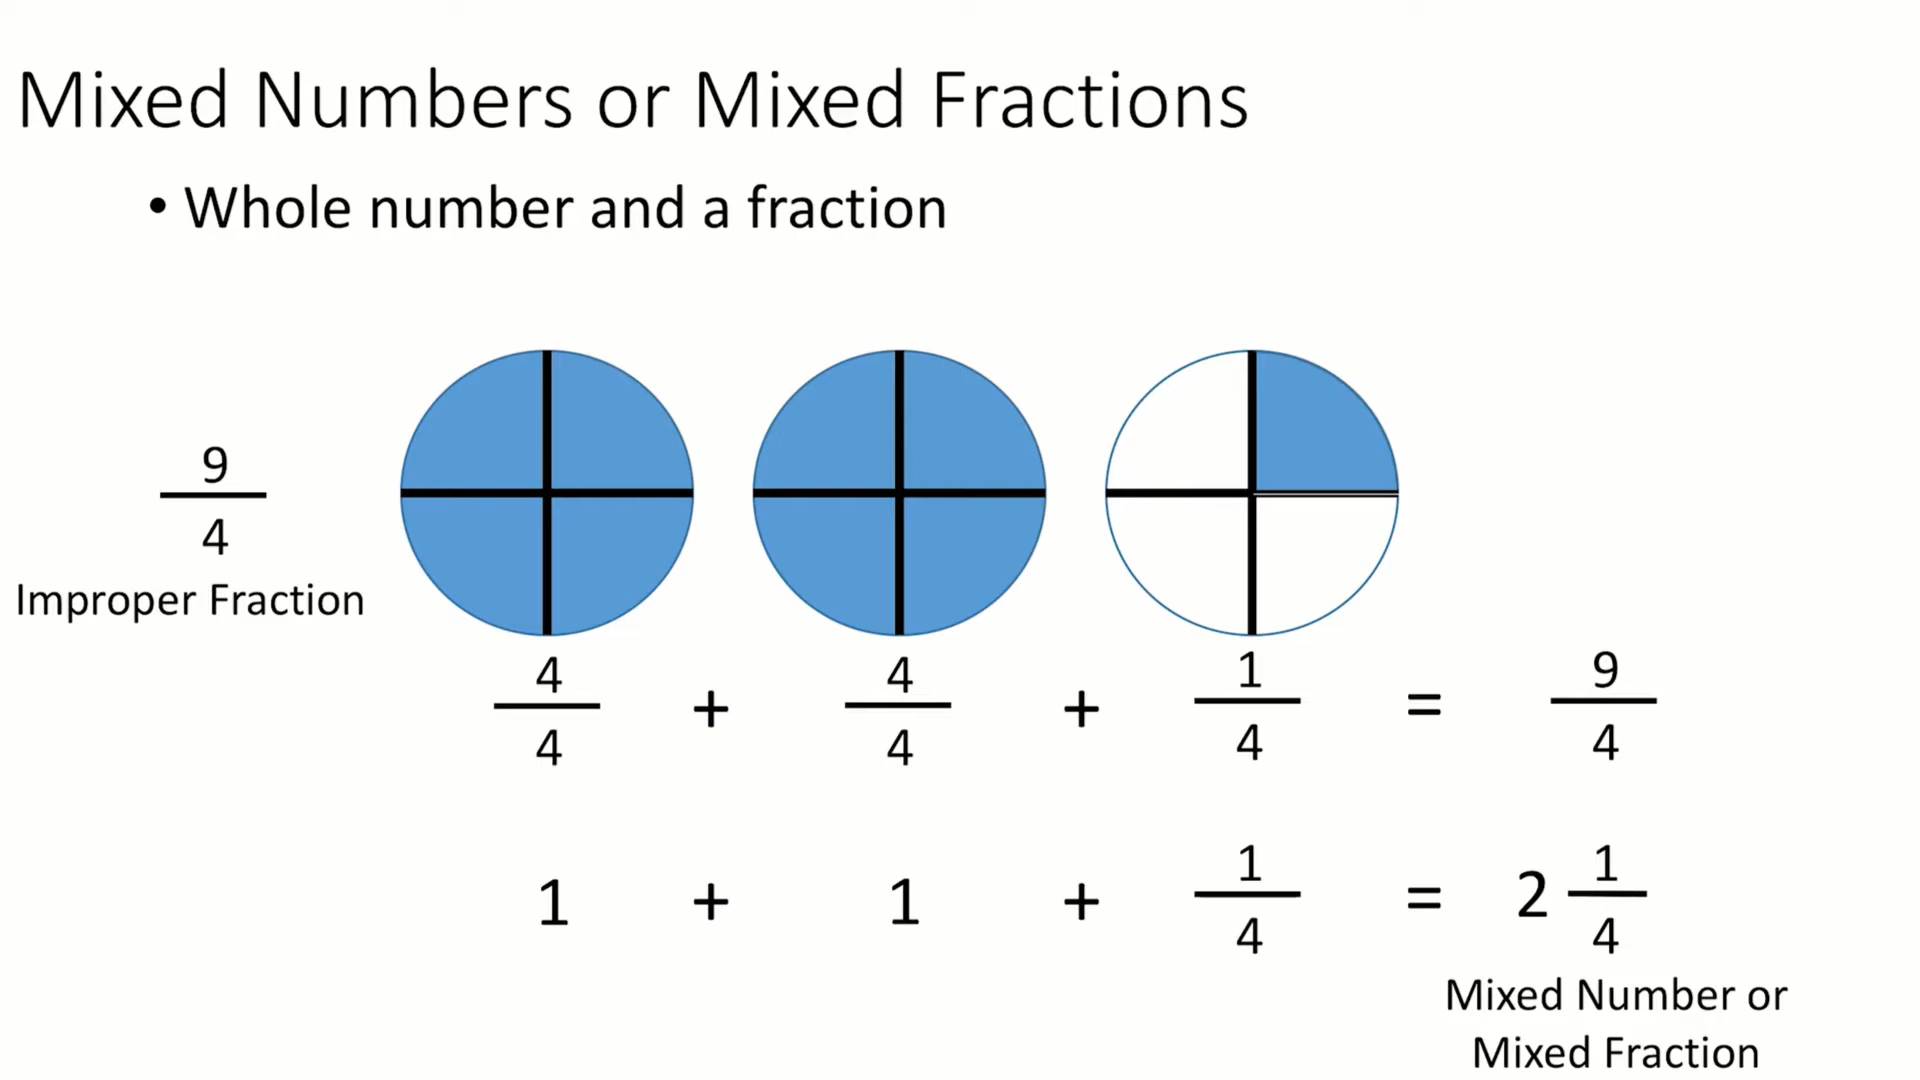 Mixed Numbers or Mixed Fractions
• Whole number and a fraction
9
4
Improper Fraction
4 4 1 9
+ + =
4 4 4 4
1 1
1 + 1 + = 2
4 4
Mixed Number or
Mixed Fraction